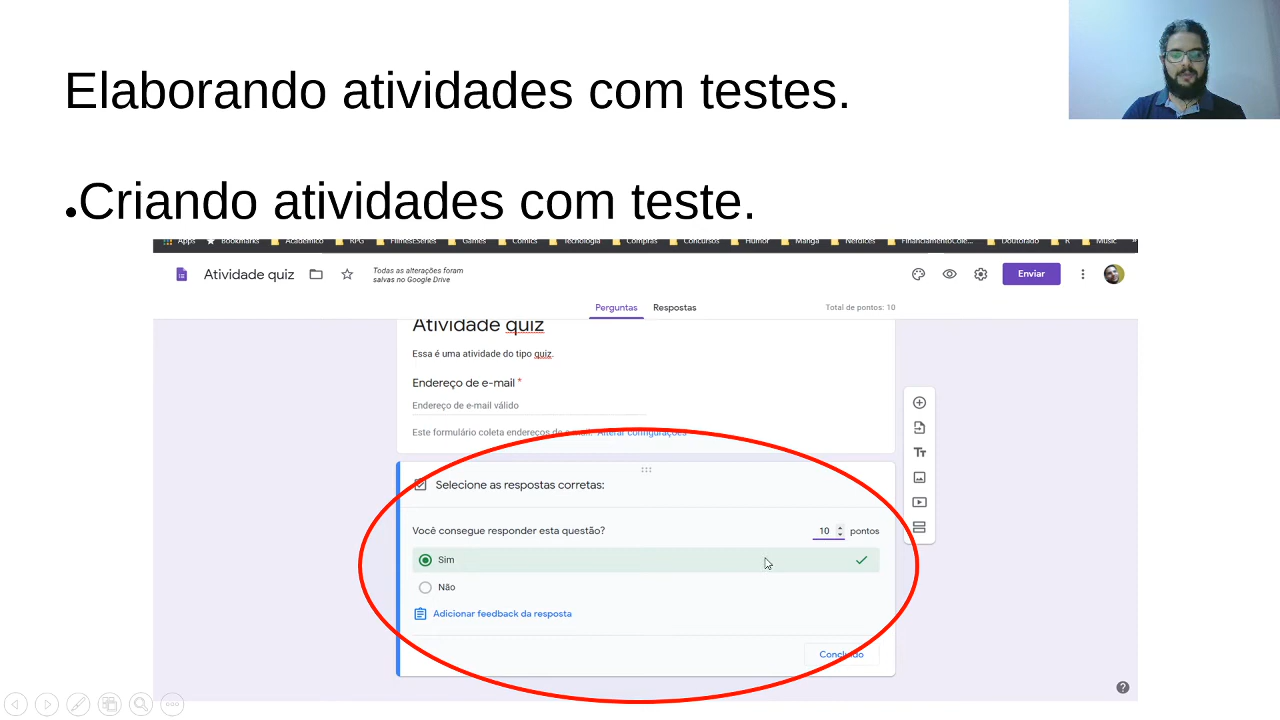 Elaborando atividades com testes.
•Criando atividades com teste.
Apps Bookmarks Acadêmico RPG FilmesESeries Games Comics Tecnologia Compras Concursos Humor Manga Nerdices FinanciamentoCole... Doutorado R Music »
Atividade quiz
Todas as alterações foram
salvas no Google Drive
Enviar
Perguntas Respostas
Total de pontos: 10
Atividade quiz
Essa é uma atividade do tipo quiz.
Endereço de e-mail *
Endereço de e-mail válido
Este formulário coleta endereços de e-mail. Alterar configurações
Selecione as respostas corretas:
Você consegue responder esta questão?
10 pontos
Sim
Não
Adicionar feedback da resposta
Concluído